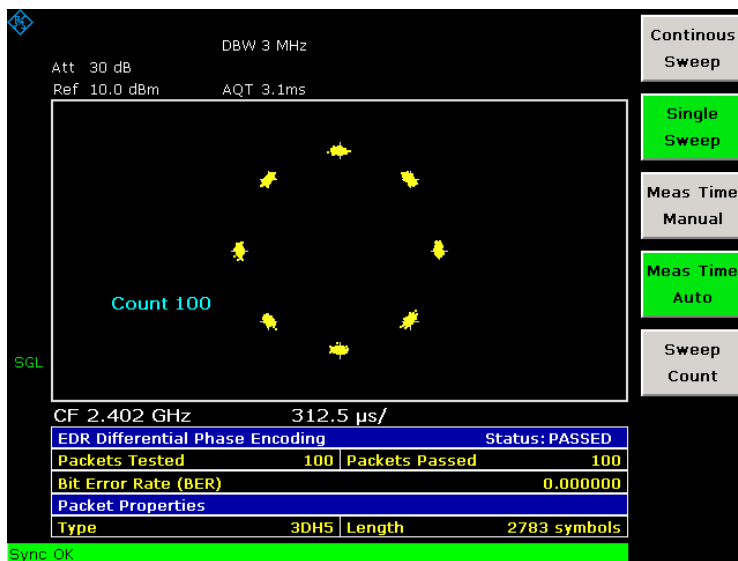 DBW 3 MHz
Att 30 dB
Ref 10.0 dBm AQT 3.1ms
Count 100
SGL
CF 2.402 GHz 312.5 µs/
EDR Differential Phase Encoding Status: PASSED
Packets Tested 100 Packets Passed 100
Bit Error Rate (BER) 0.000000
Packet Properties
Type 3DH5 Length 2783 symbols
Sync OK
Continous
Sweep
Single
Sweep
Meas Time
Manual
Meas Time
Auto
Sweep
Count